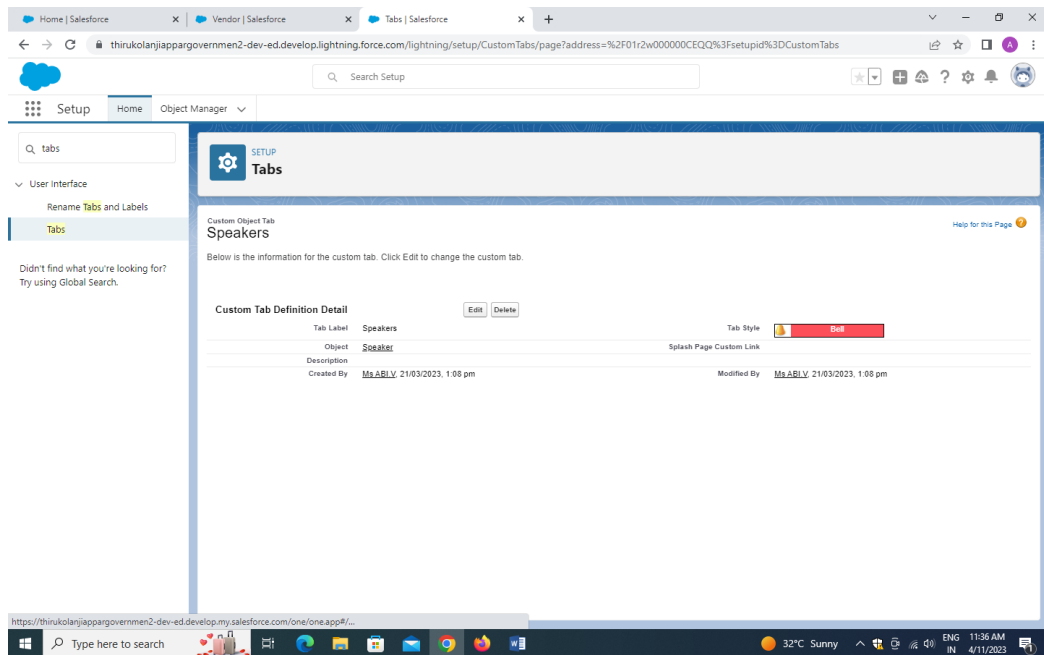 Home | Salesforce
Vendor | Salesforce
Tabs | Salesforce
thirukolanjiappargovernmen2-dev-ed.develop.lightning.force.com/lightning/setup/CustomTabs/page?address=%2F01r2w000000CEQQ%3Fsetupid%3DCustomTabs
A
Search Setup
Setup
Home
Object Manager
tabs
User Interface
Rename Tabs and Labels
Tabs
Didn't find what you're looking for?
Try using Global Search.
SETUP
Tabs
Custom Object Tab
Speakers
Help for this Page
Below is the information for the custom tab. Click Edit to change the custom tab.
Custom Tab Definition Detail Edit Delete
Tab Label Speakers Tab Style Bell
Object Speaker Splash Page Custom Link
Description
Created By Ms ABI.V, 21/03/2023, 1:08 pm Modified By Ms ABI.V, 21/03/2023, 1:08 pm
https://thirukolanjiappargovernmen2-dev-ed.develop.my.salesforce.com/one/one.app#/...
Type here to search
32°C Sunny
ENG
IN
11:36 AM
4/11/2023